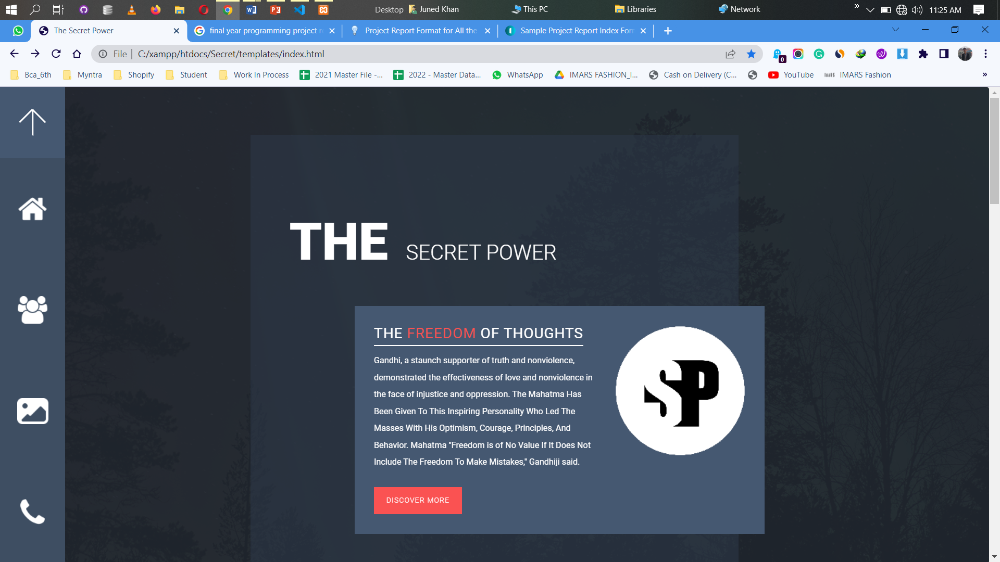 Desktop
Juned Khan
This PC
Libraries
Network
»
11:25 AM
The Secret Power
final year programming project r
Project Report Format for All the
Sample Project Report Index For
File
C:/xampp/htdocs/Secret/templates/index.html
0
Bca_6th
Myntra
Shopify
Student
Work In Process
2021 Master File -...
2022 - Master Data...
WhatsApp
IMARS FASHION_I...
Cash on Delivery (C...
YouTube
IMARS Fashion
»
THE SECRET POWER
THE FREEDOM OF THOUGHTS
Gandhi, a staunch supporter of truth and nonviolence,
demonstrated the effectiveness of love and nonviolence in
the face of injustice and oppression. The Mahatma Has
Been Given To This Inspiring Personality Who Led The
Masses With His Optimism, Courage, Principles, And
Behavior. Mahatma "Freedom is of No Value If It Does Not
Include The Freedom To Make Mistakes," Gandhiji said.
SP
DISCOVER MORE